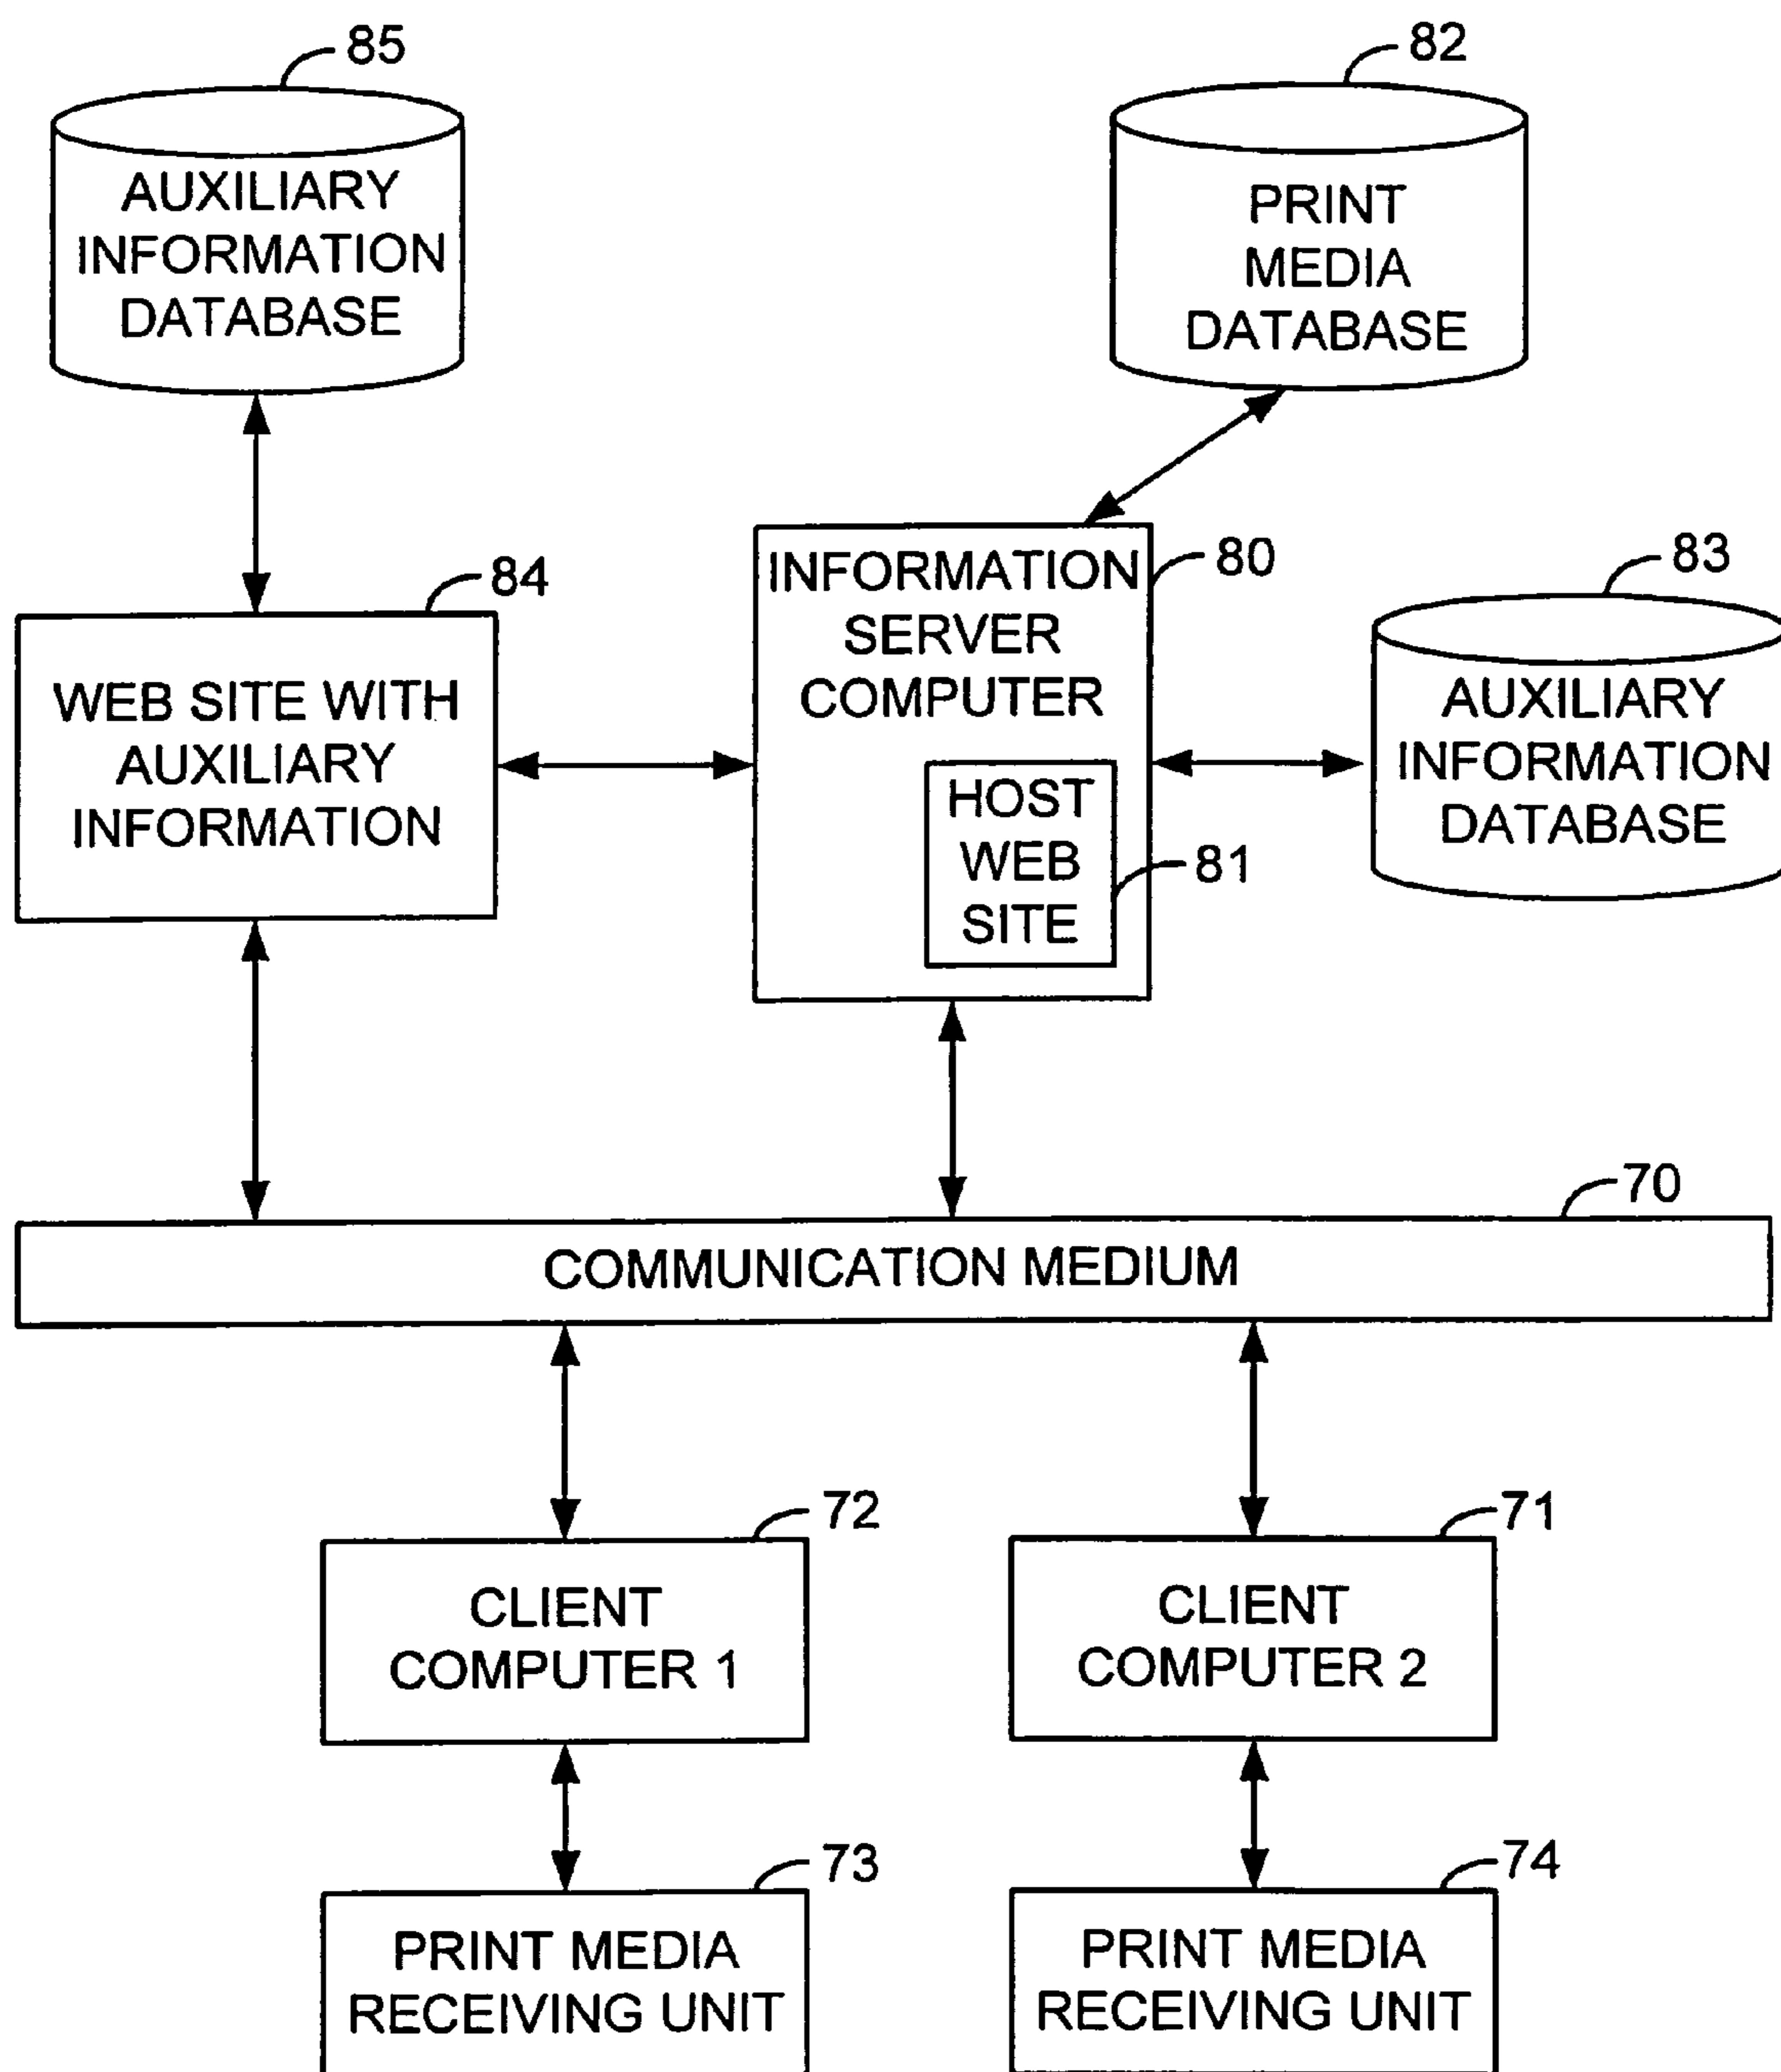 85
AUXILIARY
INFORMATION
DATABASE
82
PRINT
MEDIA
DATABASE
84
WEB SITE WITH
AUXILIARY
INFORMATION
80
INFORMATION
SERVER
COMPUTER
81
HOST
WEB
SITE
83
AUXILIARY
INFORMATION
DATABASE
70
COMMUNICATION MEDIUM
72
CLIENT
COMPUTER 1
71
CLIENT
COMPUTER 2
73
PRINT MEDIA
RECEIVING UNIT
74
PRINT MEDIA
RECEIVING UNIT